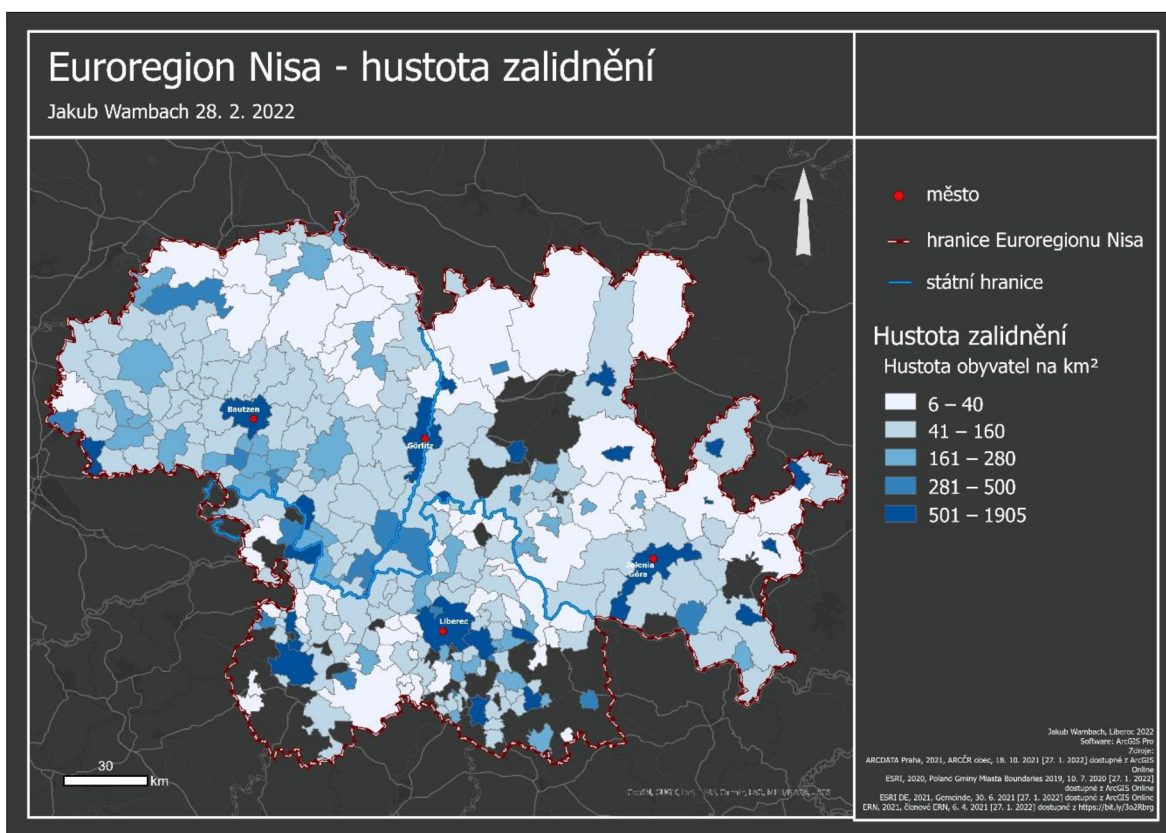 Euroregion Nisa - hustota zalidnění
Jakub Wambach 28. 2. 2022
město
hranice Euroregionu Nisa
státní hranice
Hustota zalidnění
Hustota obyvatel na km²
6 – 40
41 – 160
161 – 280
281 – 500
501 – 1905
Bautzen
Görlitz
Jelenia
Góra
Liberec
30
km
Jakub Wambach, Liberec 2022
Software: ArcGIS Pro
Zdroje:
ARCDATA Praha, 2021, ARCČR obec, 18. 10. 2021 [27. 1. 2022] dostupné z ArcGIS
Online
ESRI, 2020, Poland Gminy Miasta Boundaries 2019, 10. 7. 2020 [27. 1. 2022]
dostupné z ArcGIS Online
ESRI DE, 2021, Gemeinde, 30. 6. 2021 [27. 1. 2022] dostupné z ArcGIS Online
ERN, 2021, členové ERN, 6. 4. 2021 [27. 1. 2022] dostupné z https://bit.ly/3o2Rbrg